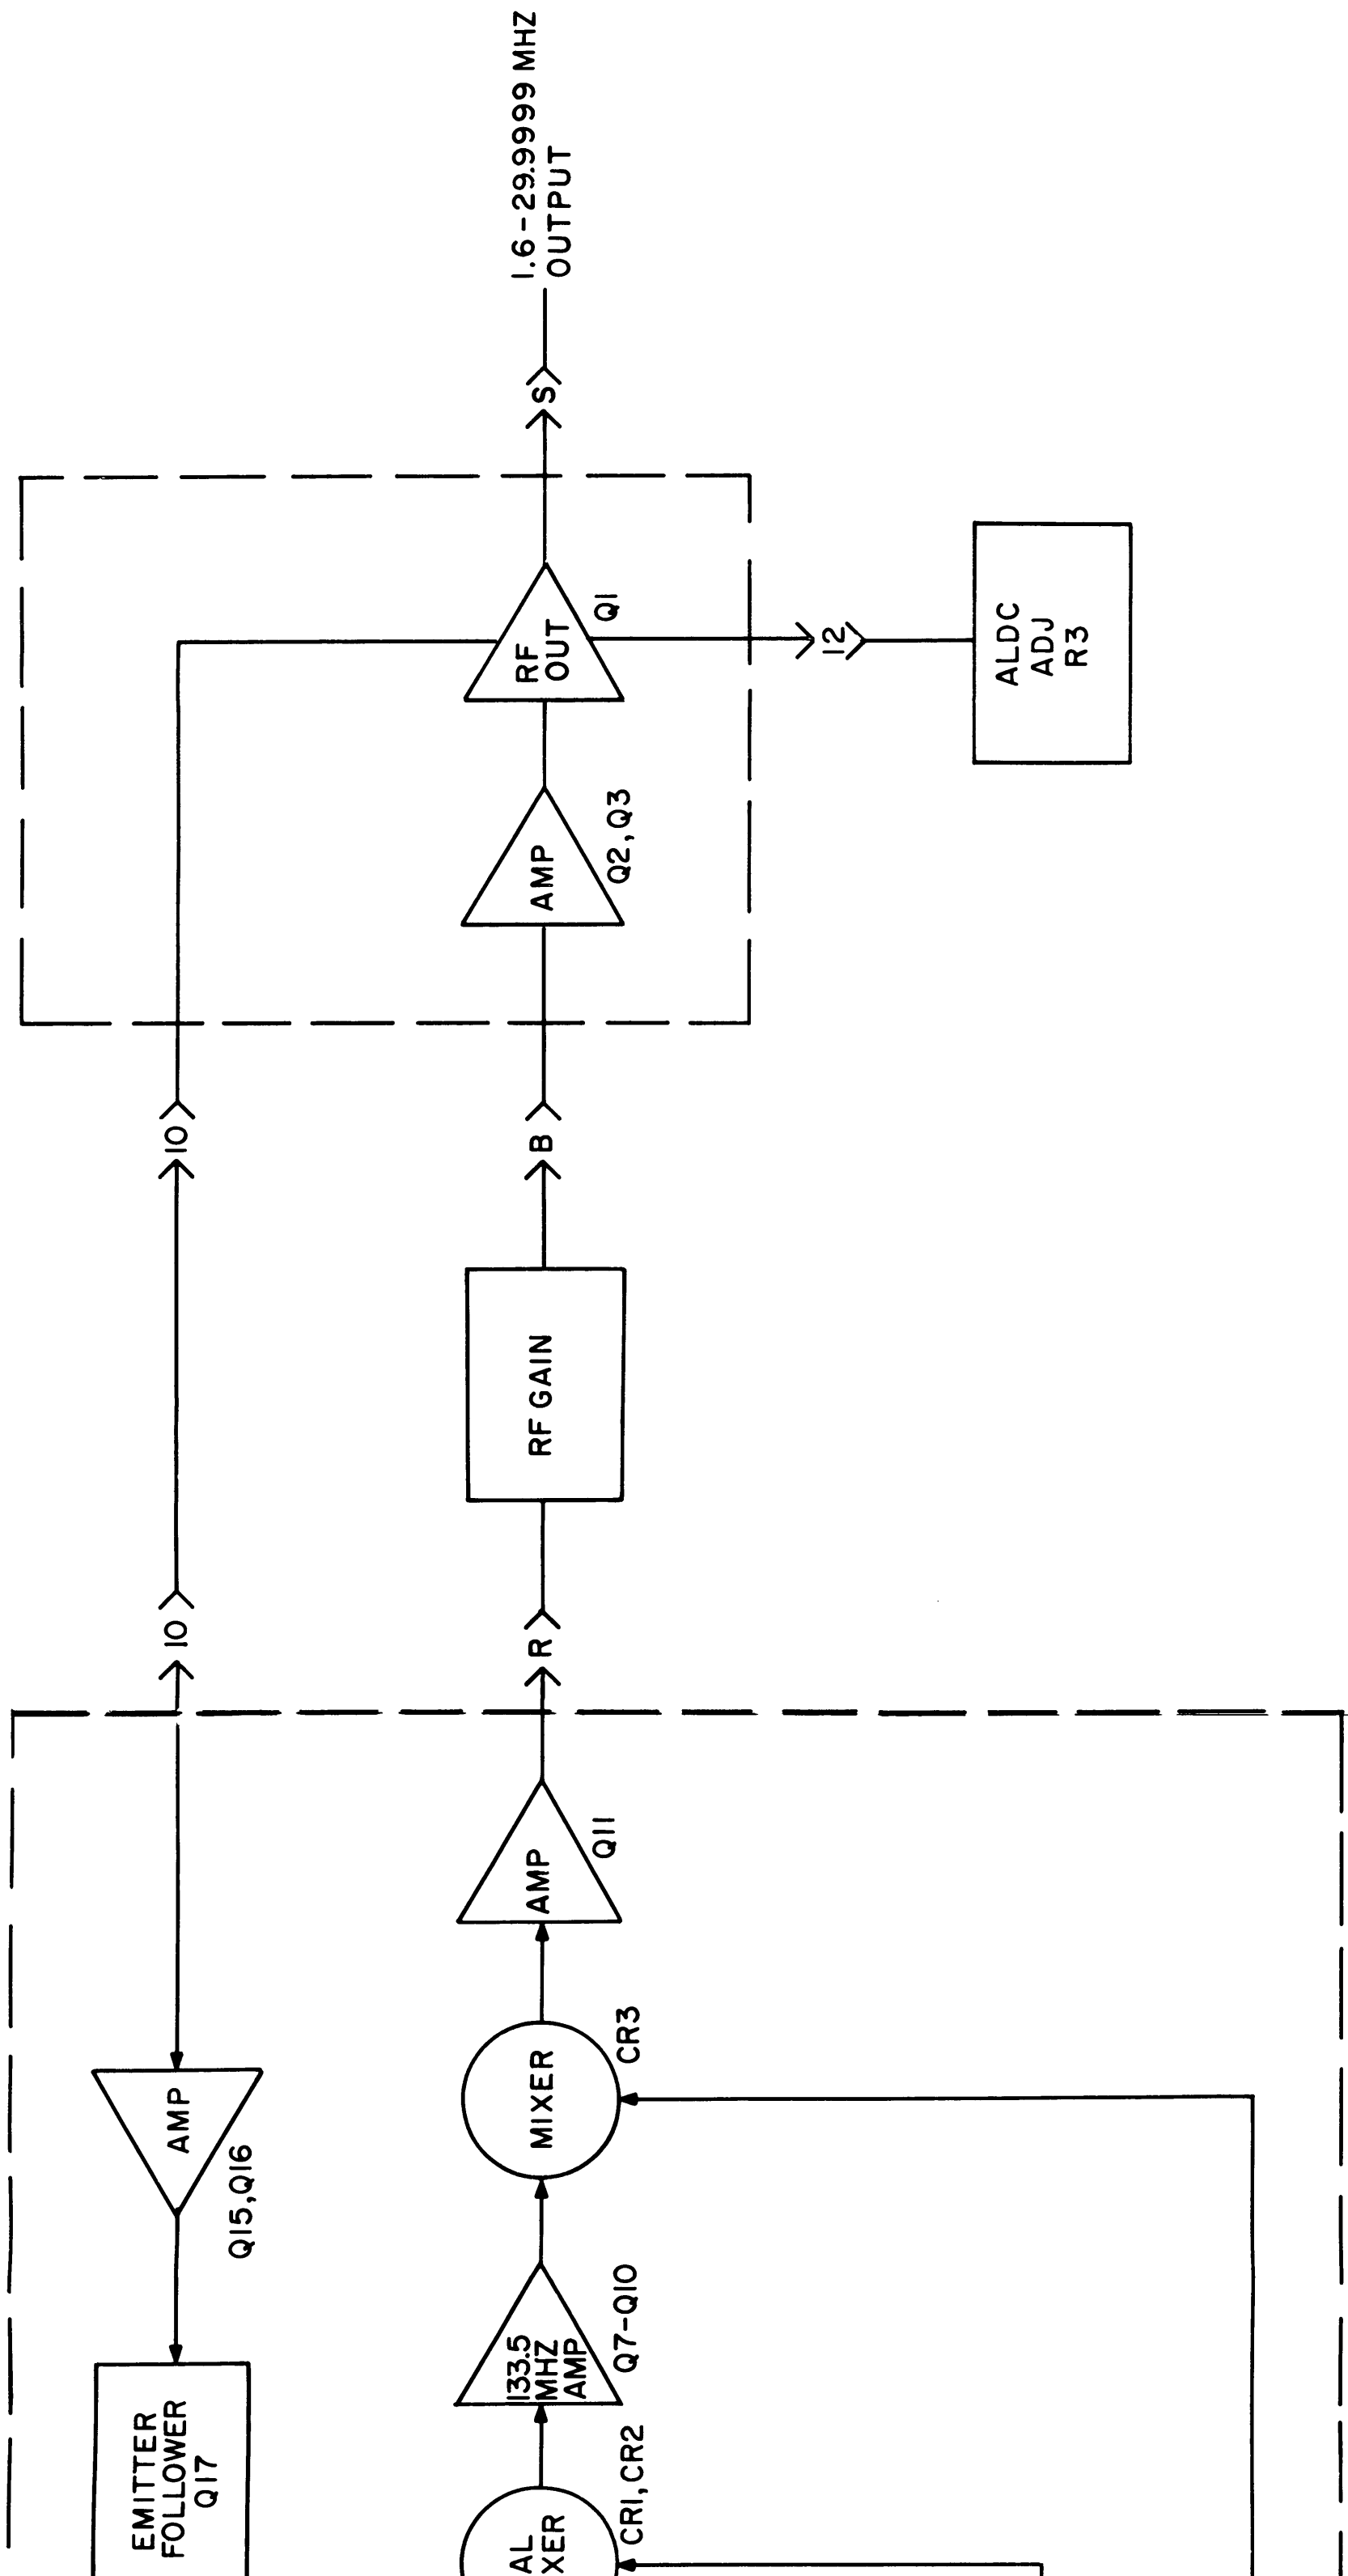 EMITTER
FOLLOWER
Q17
AMP
Q15,Q16
10
10
AL
XER
CR1,CR2
133.5
MHZ
AMP
Q7-Q10
MIXER
CR3
AMP
Q11
R
RF GAIN
B
AMP
Q2,Q3
RF
OUT
Q1
S
1.6-29.9999 MHZ
OUTPUT
12
ALDC
ADJ
R3